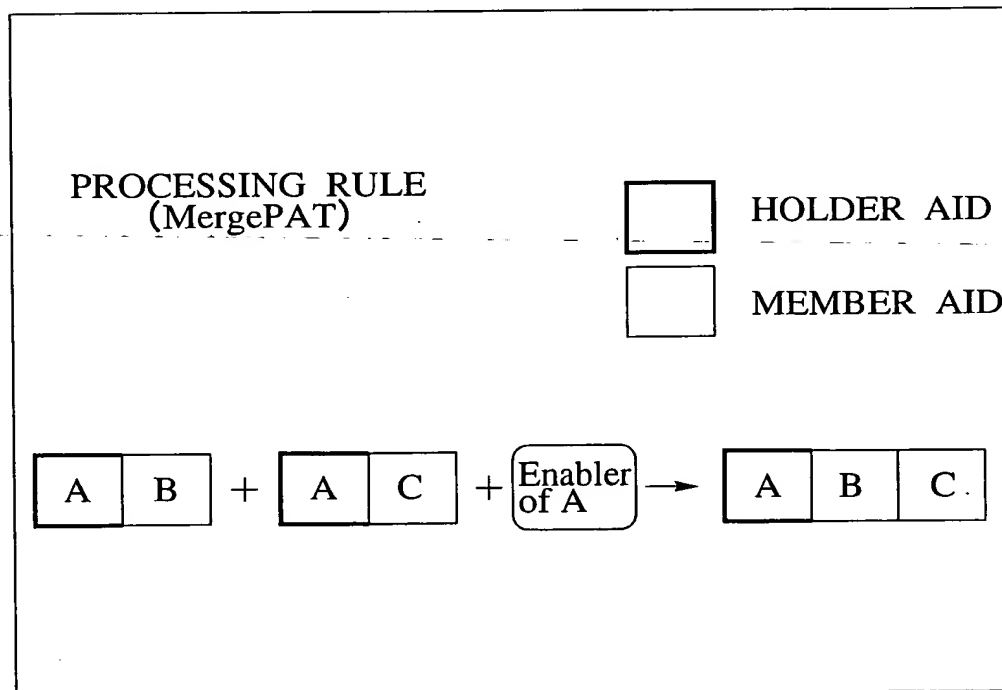 PROCESSING RULE
(MergePAT)
HOLDER AID
MEMBER AID
A B + A C + Enabler of A → A B C